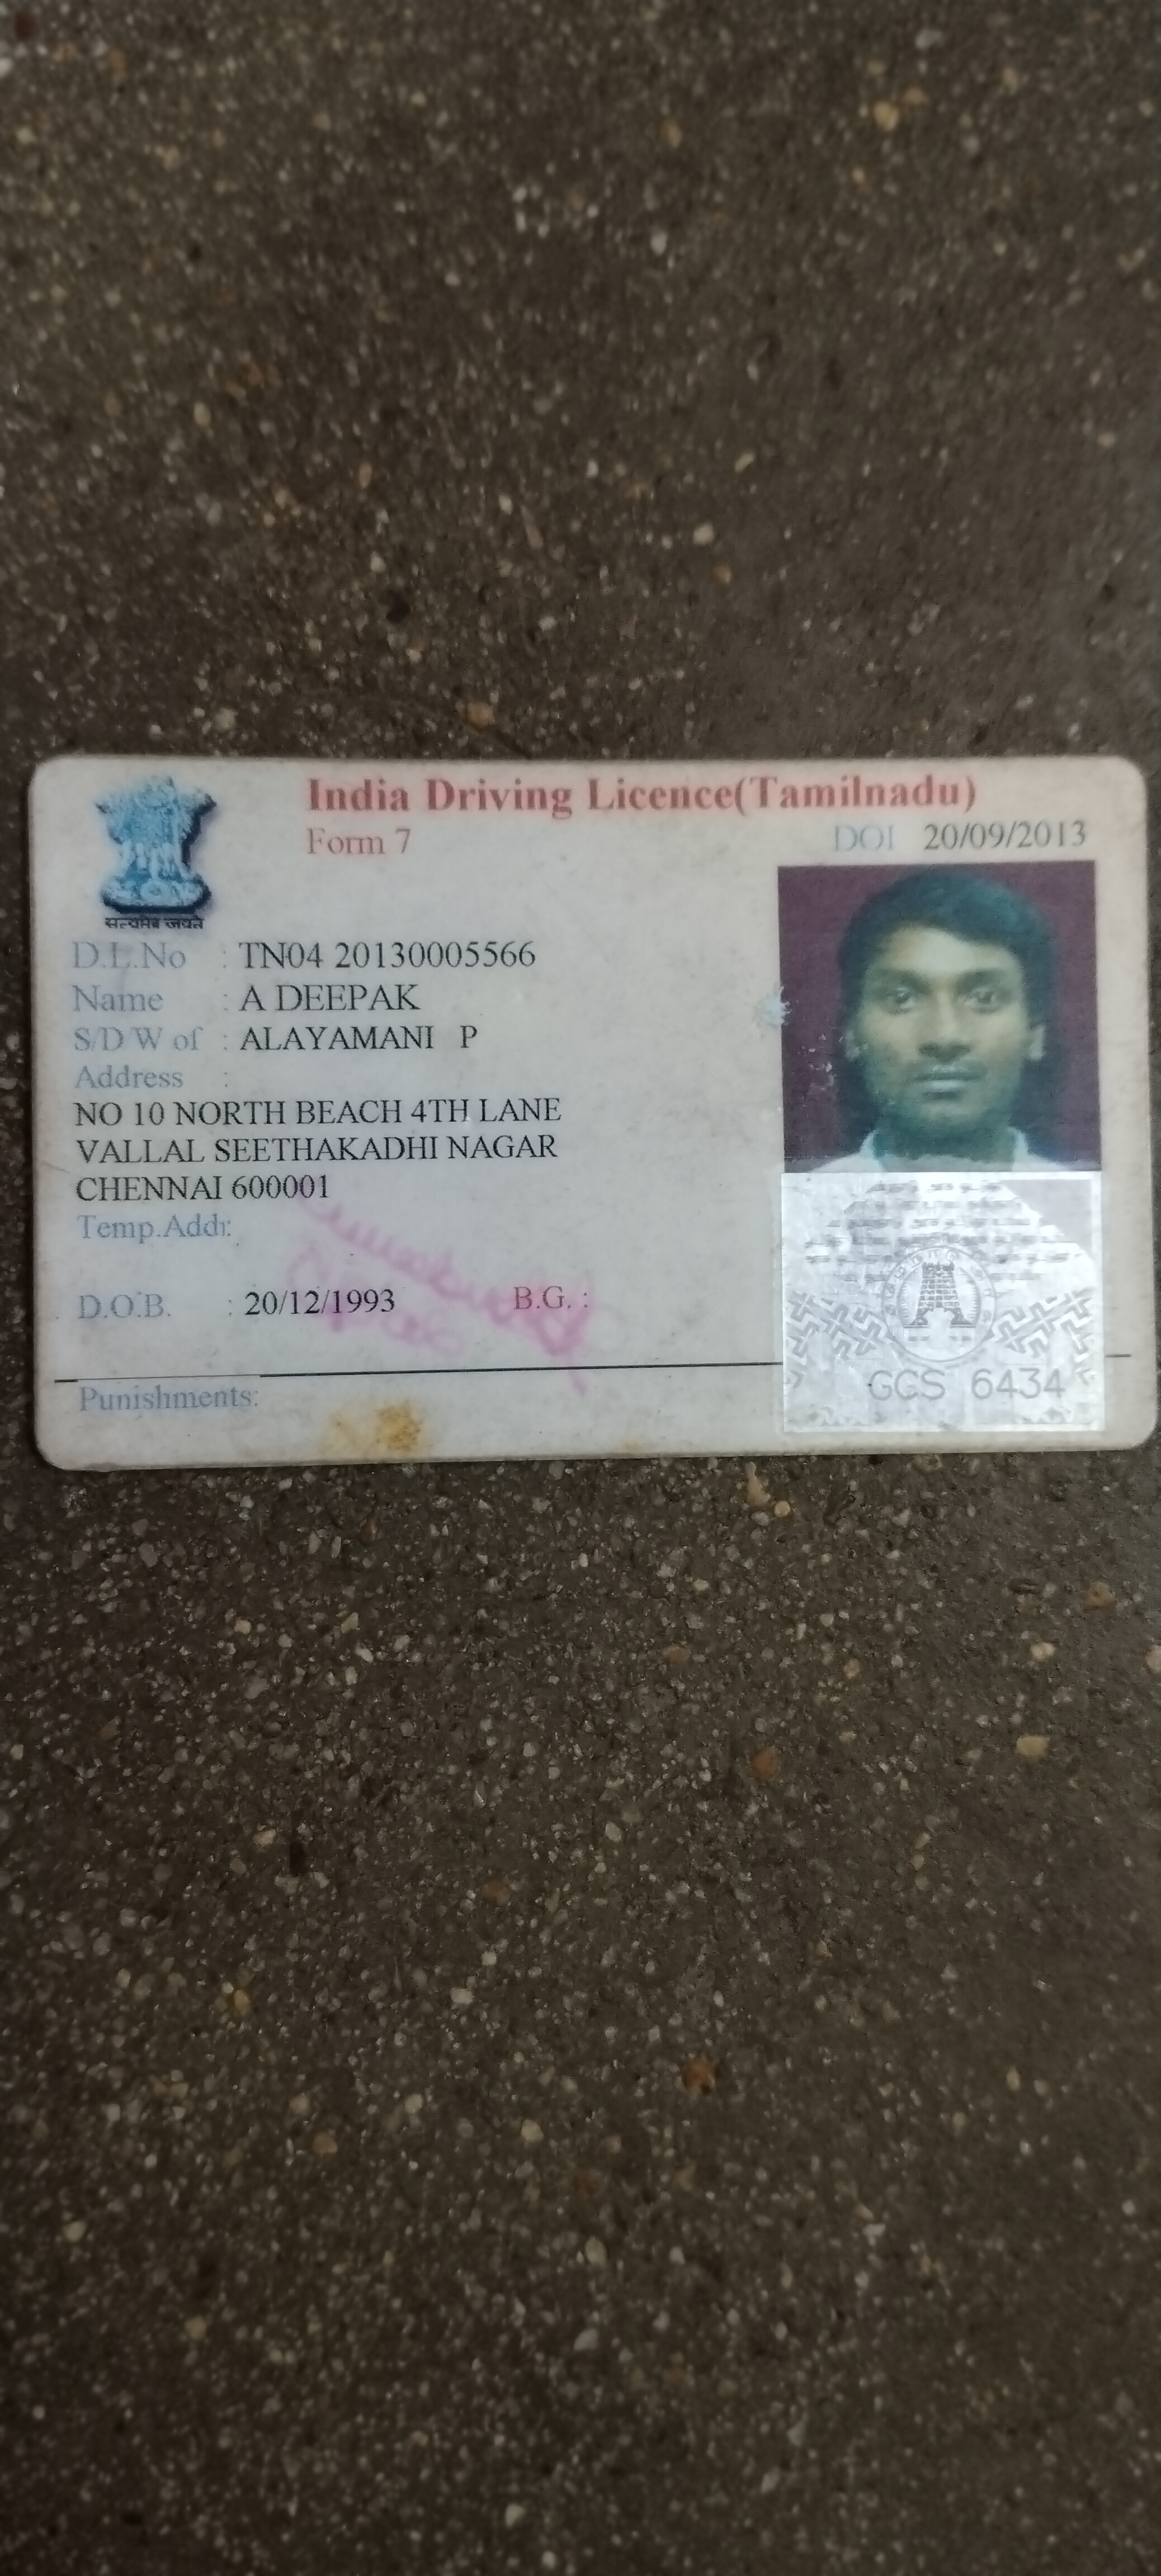 India Driving Licence(Tamilnadu)
Form 7
DOI 20/09/2013
सत्यमेव जयते
D.L.No : TN04 20130005566
Name : A DEEPAK
S/D/W of : ALAYAMANI P
Address :
NO 10 NORTH BEACH 4TH LANE
VALLAL SEETHAKADHI NAGAR
CHENNAI 600001
Temp.Addr:
D.O.B. : 20/12/1993 B.G. :
Punishments:
GCS 6434